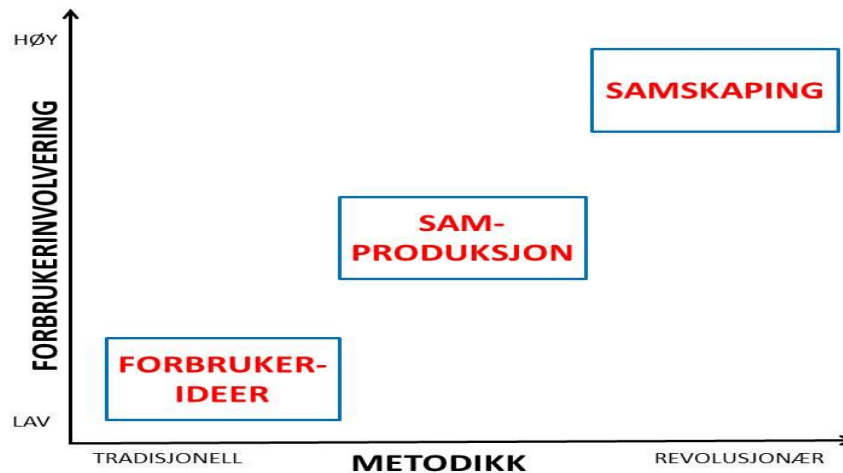 HØY
SAMSKAPING
FORBRUKERINVOLVERING
SAM-
PRODUKSJON
FORBRUKER-
IDEER
LAV
TRADISJONELL
METODIKK
REVOLUSJONÆR